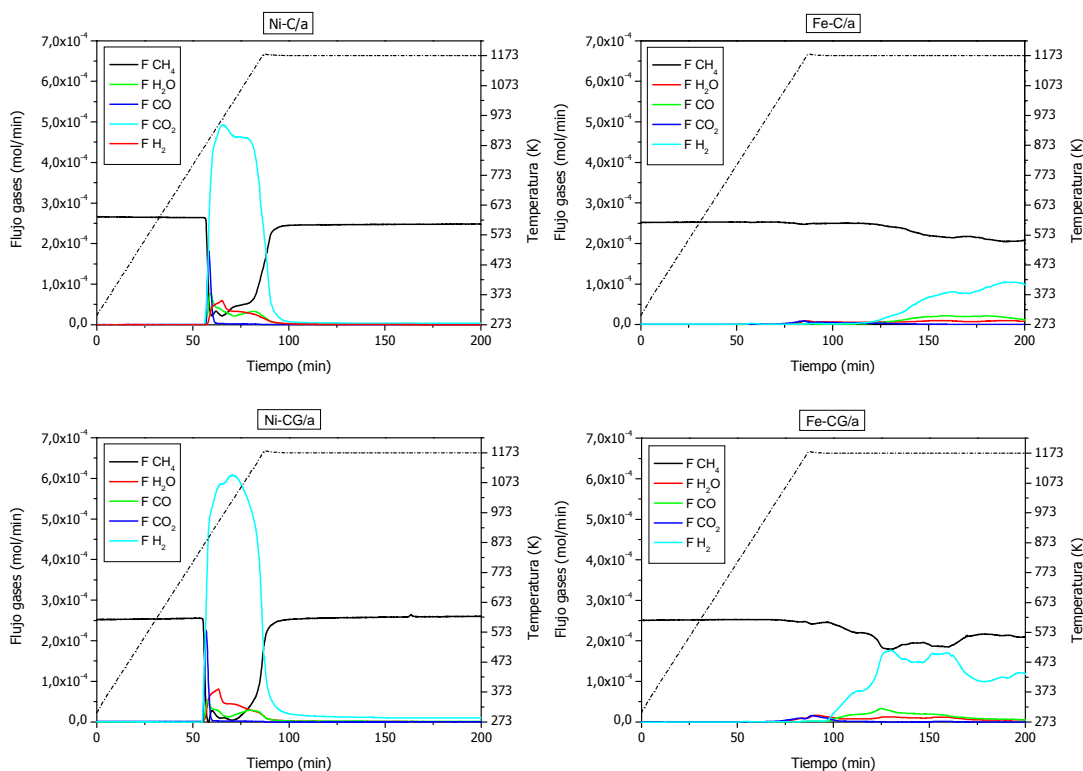 Ni-C/a
7,0x10⁻⁴
6,0x10⁻⁴
5,0x10⁻⁴
4,0x10⁻⁴
3,0x10⁻⁴
2,0x10⁻⁴
1,0x10⁻⁴
0,0
Flujo gases (mol/min)
F CH₄
F H₂O
F CO
F CO₂
F H₂
1173
1073
973
873
773
673
573
473
373
273
Temperatura (K)
0 50 100 150 200
Tiempo (min)
Fe-C/a
7,0x10⁻⁴
6,0x10⁻⁴
5,0x10⁻⁴
4,0x10⁻⁴
3,0x10⁻⁴
2,0x10⁻⁴
1,0x10⁻⁴
0,0
Flujo gases (mol/min)
F CH₄
F H₂O
F CO
F CO₂
F H₂
1173
1073
973
873
773
673
573
473
373
273
Temperatura (K)
0 50 100 150 200
Tiempo (min)
Ni-CG/a
7,0x10⁻⁴
6,0x10⁻⁴
5,0x10⁻⁴
4,0x10⁻⁴
3,0x10⁻⁴
2,0x10⁻⁴
1,0x10⁻⁴
0,0
Flujo gases (mol/min)
F CH₄
F H₂O
F CO
F CO₂
F H₂
1173
1073
973
873
773
673
573
473
373
273
Temperatura (K)
0 50 100 150 200
Tiempo (min)
Fe-CG/a
7,0x10⁻⁴
6,0x10⁻⁴
5,0x10⁻⁴
4,0x10⁻⁴
3,0x10⁻⁴
2,0x10⁻⁴
1,0x10⁻⁴
0,0
Flujo gases (mol/min)
F CH₄
F H₂O
F CO
F CO₂
F H₂
1173
1073
973
873
773
673
573
473
373
273
Temperatura (K)
0 50 100 150 200
Tiempo (min)